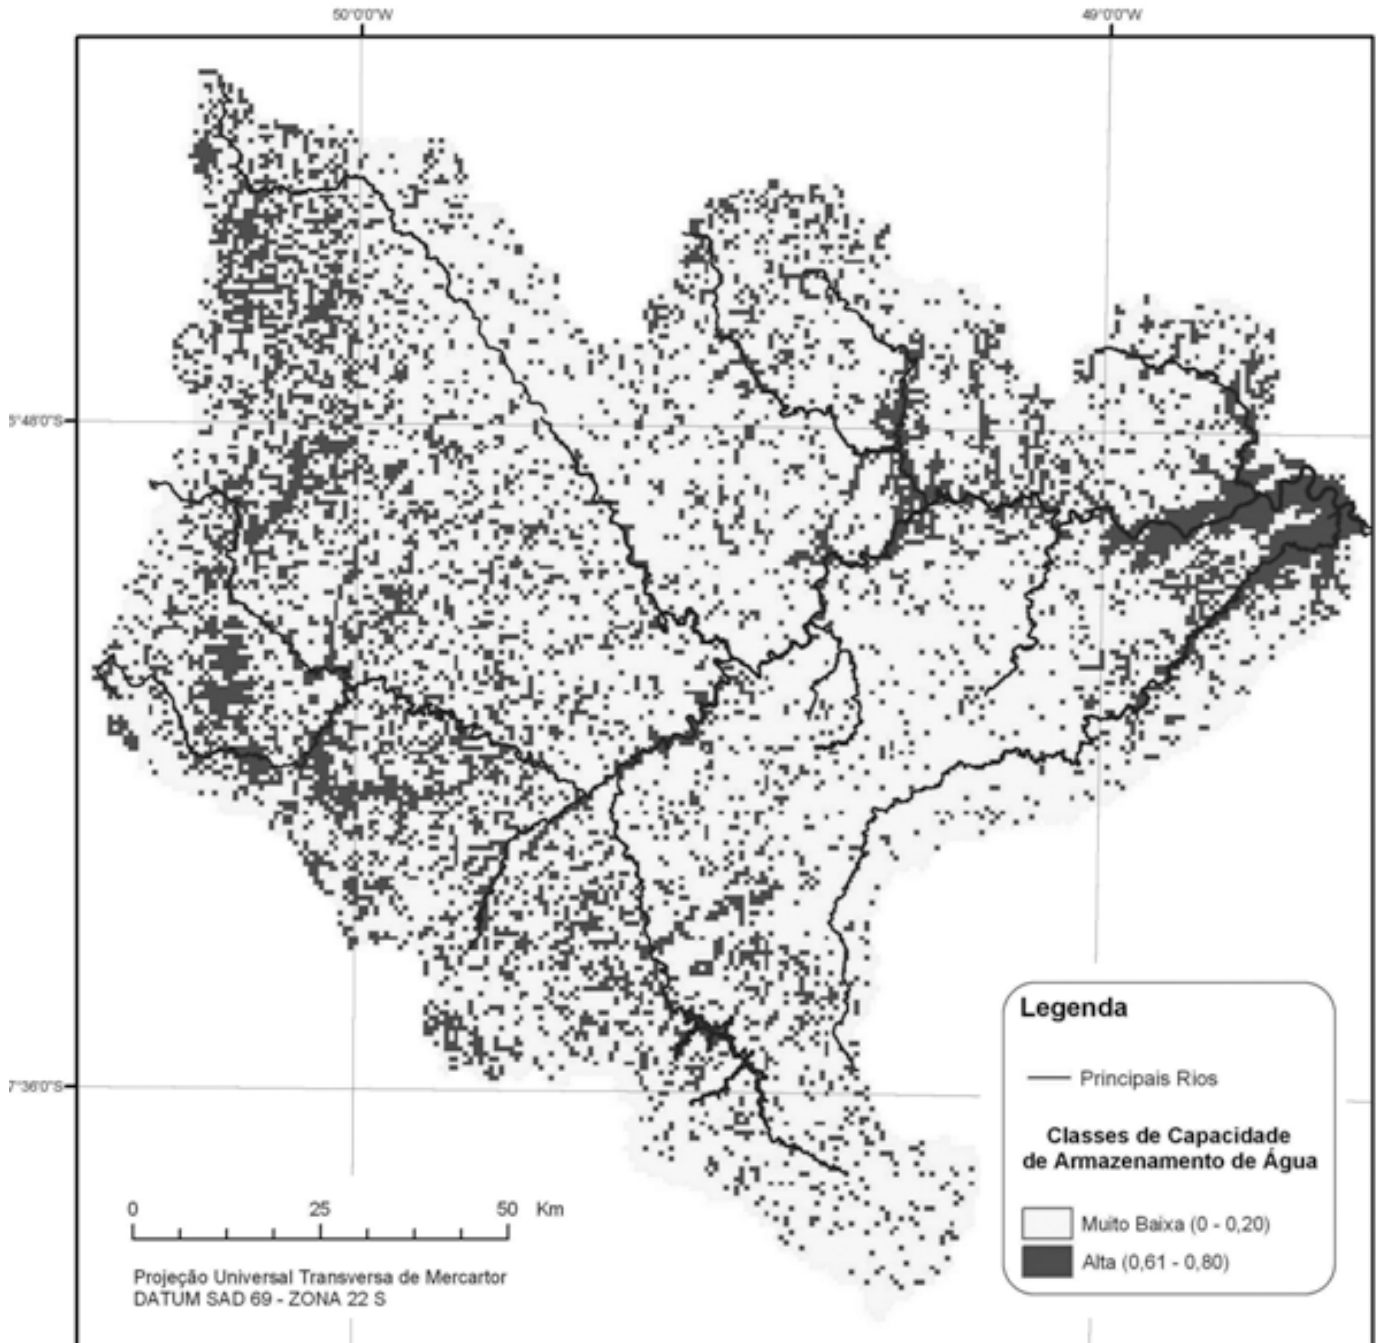 50°0'0"W
49°0'0"W
6°48'0"S
7°36'0"S
Legenda
Principais Rios
Classes de Capacidade
de Armazenamento de Água
Muito Baixa (0 - 0,20)
Alta (0,61 - 0,80)
0 25 50 Km
Projeção Universal Transversa de Mercartor
DATUM SAD 69 - ZONA 22 S